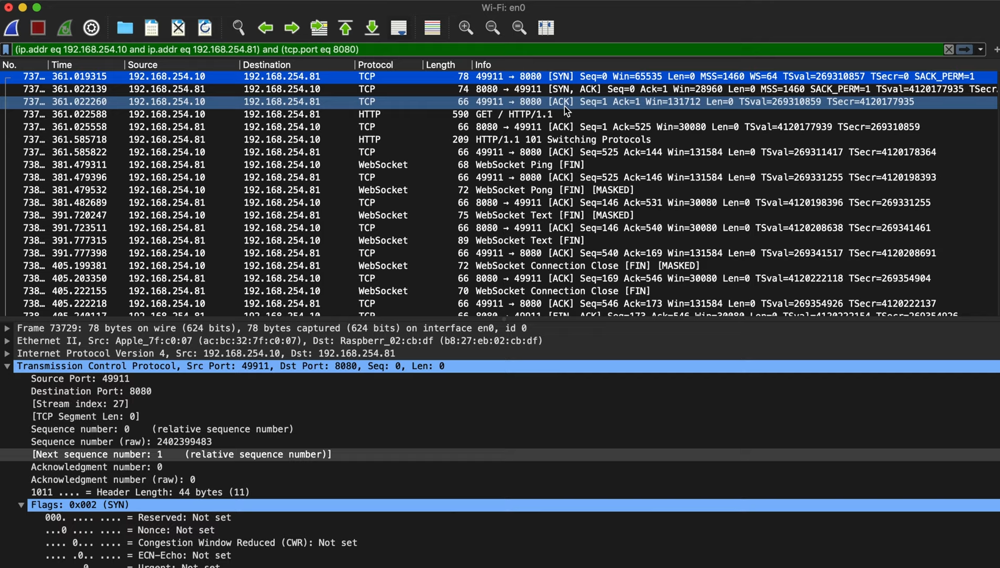 Wi-Fi: en0
(ip.addr eq 192.168.254.10 and ip.addr eq 192.168.254.81) and (tcp.port eq 8080)
No. Time Source Destination Protocol Length Info
737… 361.019315 192.168.254.10 192.168.254.81 TCP 78 49911 → 8080 [SYN] Seq=0 Win=65535 Len=0 MSS=1460 WS=64 TSval=269310857 TSecr=0 SACK_PERM=1
737… 361.022139 192.168.254.81 192.168.254.10 TCP 74 8080 → 49911 [SYN, ACK] Seq=0 Ack=1 Win=28960 Len=0 MSS=1460 SACK_PERM=1 TSval=4120177935 TSecr…
737… 361.022260 192.168.254.10 192.168.254.81 TCP 66 49911 → 8080 [ACK] Seq=1 Ack=1 Win=131712 Len=0 TSval=269310859 TSecr=4120177935
737… 361.022588 192.168.254.10 192.168.254.81 HTTP 590 GET / HTTP/1.1
737… 361.025558 192.168.254.81 192.168.254.10 TCP 66 8080 → 49911 [ACK] Seq=1 Ack=525 Win=30080 Len=0 TSval=4120177939 TSecr=269310859
737… 361.585718 192.168.254.81 192.168.254.10 HTTP 209 HTTP/1.1 101 Switching Protocols
737… 361.585822 192.168.254.10 192.168.254.81 TCP 66 49911 → 8080 [ACK] Seq=525 Ack=144 Win=131584 Len=0 TSval=269311417 TSecr=4120178364
738… 381.479311 192.168.254.81 192.168.254.10 WebSocket 68 WebSocket Ping [FIN]
738… 381.479396 192.168.254.10 192.168.254.81 TCP 66 49911 → 8080 [ACK] Seq=525 Ack=146 Win=131584 Len=0 TSval=269331255 TSecr=4120198393
738… 381.479532 192.168.254.10 192.168.254.81 WebSocket 72 WebSocket Pong [FIN] [MASKED]
738… 381.482689 192.168.254.81 192.168.254.10 TCP 66 8080 → 49911 [ACK] Seq=146 Ack=531 Win=30080 Len=0 TSval=4120198396 TSecr=269331255
738… 391.720247 192.168.254.10 192.168.254.81 WebSocket 75 WebSocket Text [FIN] [MASKED]
738… 391.723511 192.168.254.81 192.168.254.10 TCP 66 8080 → 49911 [ACK] Seq=146 Ack=540 Win=30080 Len=0 TSval=4120208638 TSecr=269341461
738… 391.777315 192.168.254.81 192.168.254.10 WebSocket 89 WebSocket Text [FIN]
738… 391.777398 192.168.254.10 192.168.254.81 TCP 66 49911 → 8080 [ACK] Seq=540 Ack=169 Win=131584 Len=0 TSval=269341517 TSecr=4120208691
738… 405.199381 192.168.254.10 192.168.254.81 WebSocket 72 WebSocket Connection Close [FIN] [MASKED]
738… 405.203350 192.168.254.81 192.168.254.10 TCP 66 8080 → 49911 [ACK] Seq=169 Ack=546 Win=30080 Len=0 TSval=4120222118 TSecr=269354904
738… 405.222155 192.168.254.81 192.168.254.10 WebSocket 70 WebSocket Connection Close [FIN]
738… 405.222218 192.168.254.10 192.168.254.81 TCP 66 49911 → 8080 [ACK] Seq=546 Ack=173 Win=131584 Len=0 TSval=269354926 TSecr=4120222137
738… 405.240117 192.168.254.81 192.168.254.10 TCP 66 8080 → 49911 [FIN, ACK] Seq=173 Ack=546 Win=30080 Len=0 TSval=4120222154 TSecr=269354926
Frame 73729: 78 bytes on wire (624 bits), 78 bytes captured (624 bits) on interface en0, id 0
Ethernet II, Src: Apple_7f:c0:07 (ac:bc:32:7f:c0:07), Dst: Raspberr_02:cb:df (b8:27:eb:02:cb:df)
Internet Protocol Version 4, Src: 192.168.254.10, Dst: 192.168.254.81
Transmission Control Protocol, Src Port: 49911, Dst Port: 8080, Seq: 0, Len: 0
Source Port: 49911
Destination Port: 8080
[Stream index: 27]
[TCP Segment Len: 0]
Sequence number: 0 (relative sequence number)
Sequence number (raw): 2402399483
[Next sequence number: 1 (relative sequence number)]
Acknowledgment number: 0
Acknowledgment number (raw): 0
1011 .... = Header Length: 44 bytes (11)
Flags: 0x002 (SYN)
000. .... .... = Reserved: Not set
...0 .... .... = Nonce: Not set
.... 0... .... = Congestion Window Reduced (CWR): Not set
.... .0.. .... = ECN-Echo: Not set
.... ..0. .... = Urgent: Not set